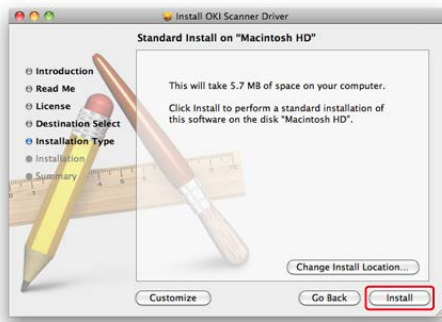 Install OKI Scanner Driver
Standard Install on "Macintosh HD"
Introduction
Read Me
License
Destination Select
Installation Type
Installation
Summary
This will take 5.7 MB of space on your computer.
Click Install to perform a standard installation of
this software on the disk "Macintosh HD".
Change Install Location...
Customize
Go Back
Install